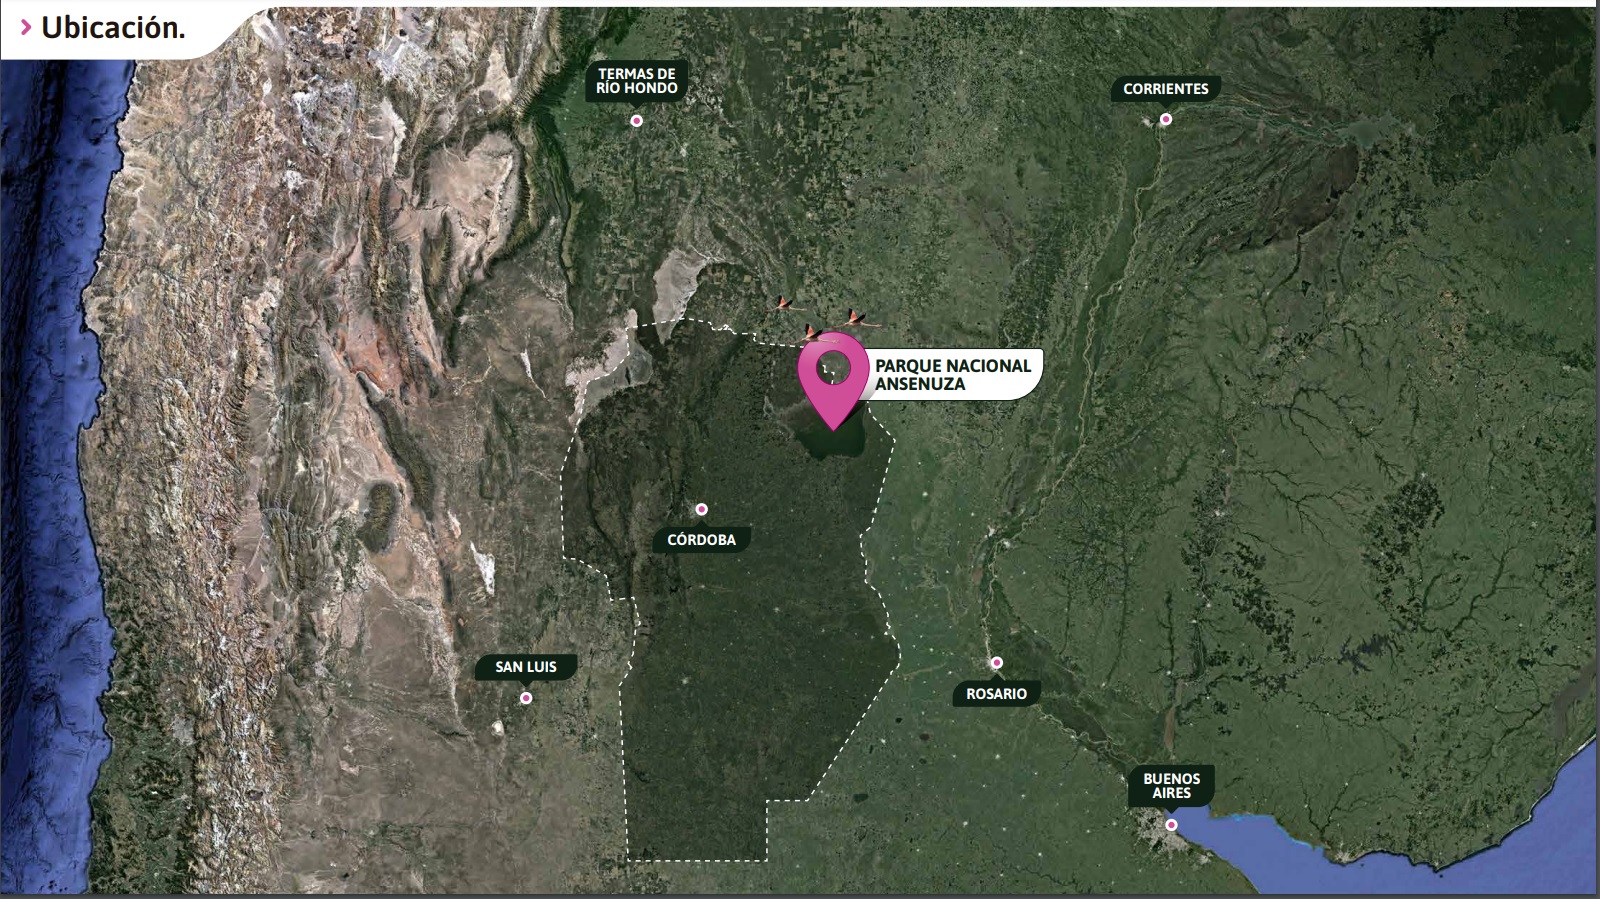 Ubicación.
TERMAS DE
RÍO HONDO
CORRIENTES
PARQUE NACIONAL
ANSENUZA
CÓRDOBA
SAN LUIS
ROSARIO
BUENOS
AIRES